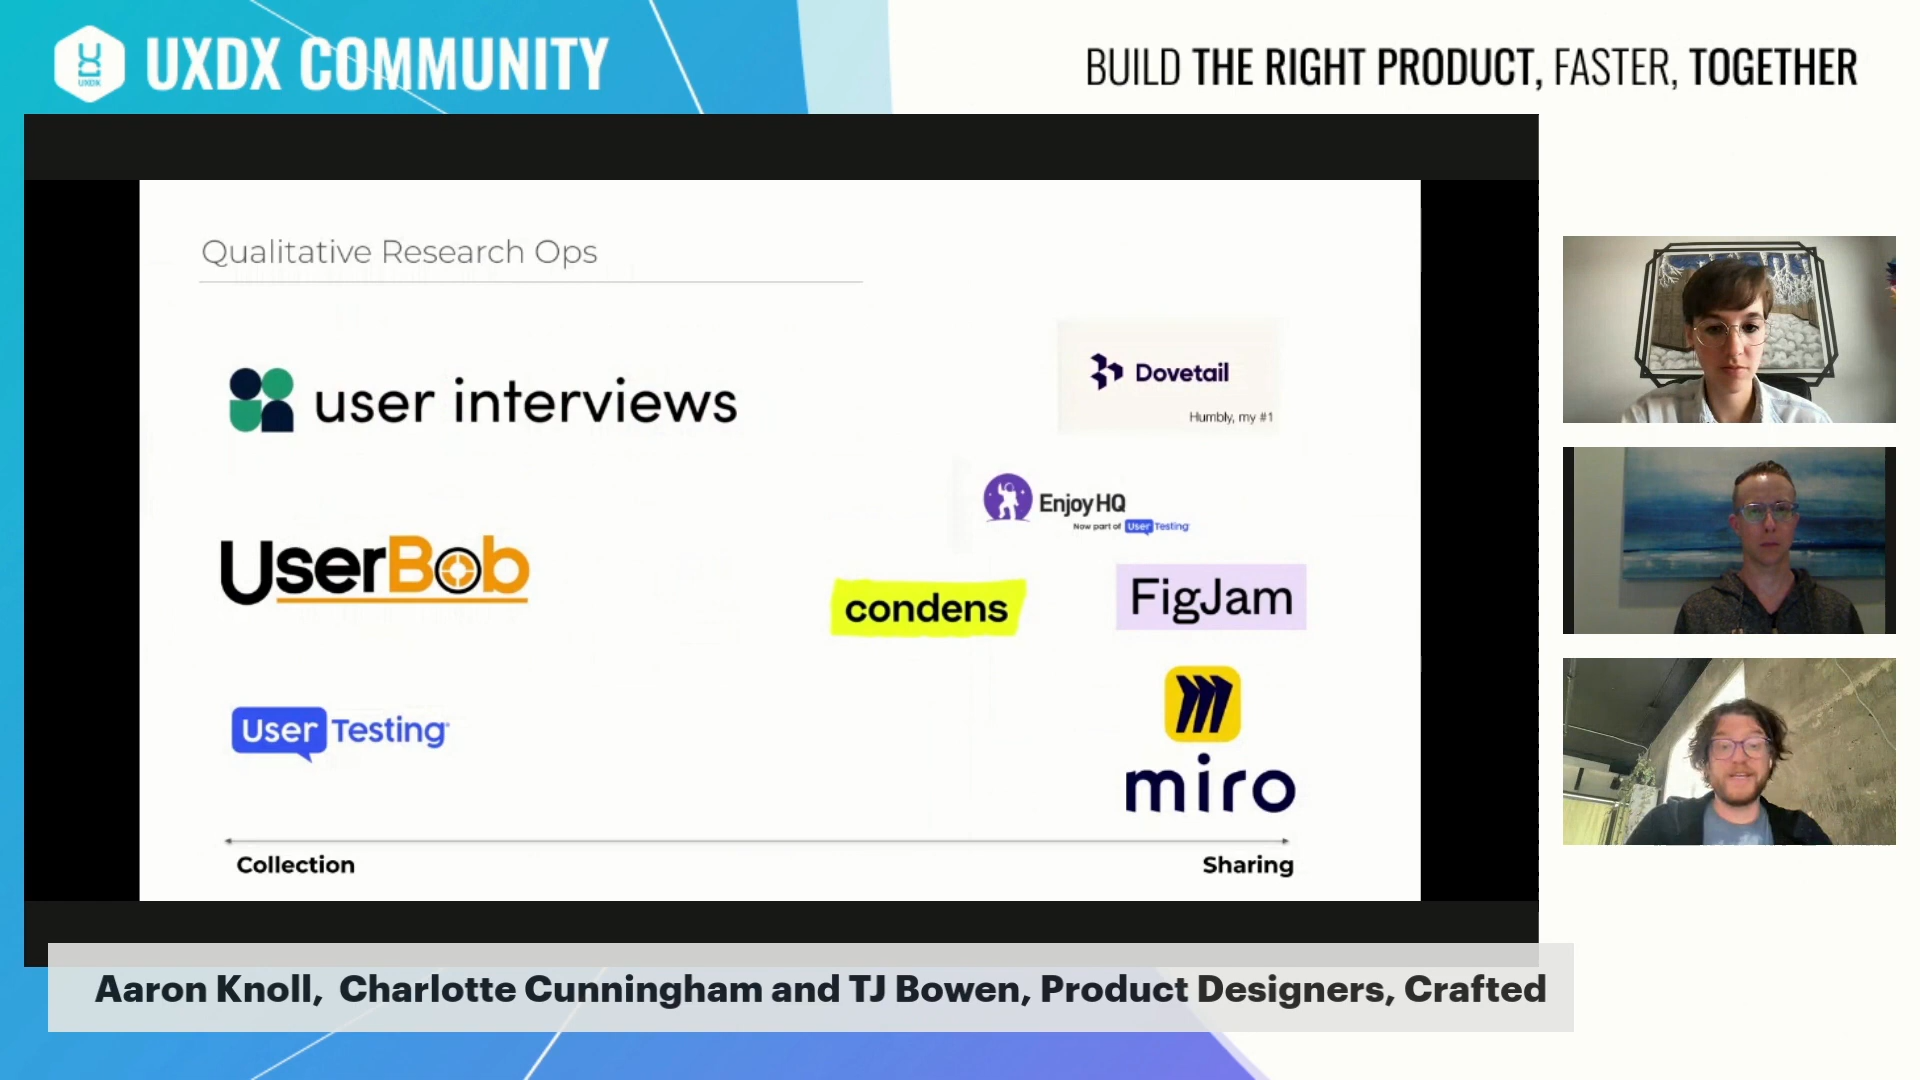 UXDX
UXDX COMMUNITY
BUILD THE RIGHT PRODUCT, FASTER, TOGETHER
Qualitative Research Ops
user interviews
Dovetail
Humbly, my #1
EnjoyHQ
Now part of UserTesting
UserBob
condens
FigJam
UserTesting
miro
Collection
Sharing
Aaron Knoll, Charlotte Cunningham and TJ Bowen, Product Designers, Crafted